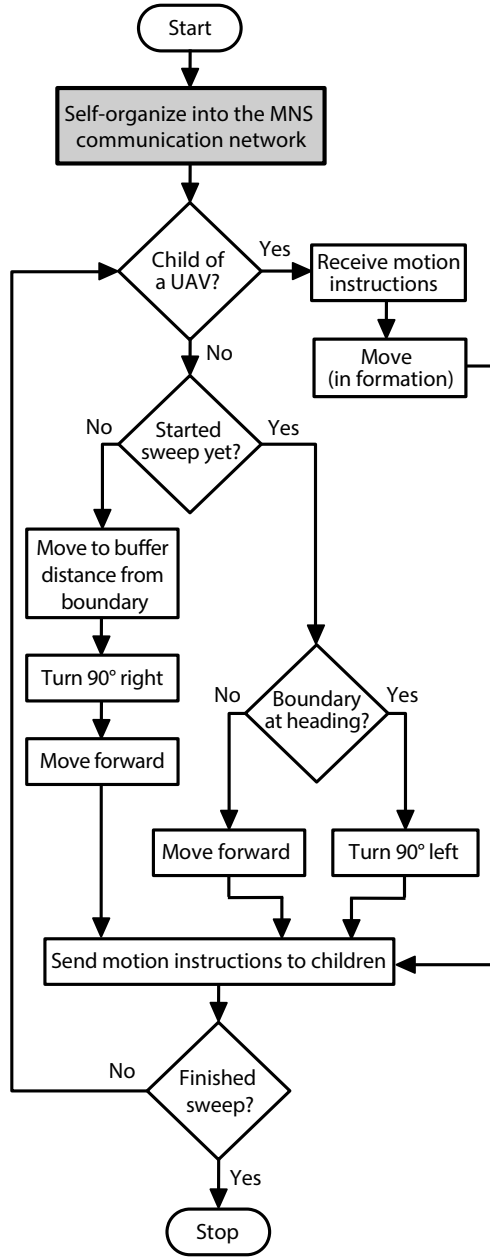 Start
Self-organize into the MNS
communication network
Child of
a UAV?
Yes
Receive motion
instructions
Move
(in formation)
No
Started
sweep yet?
No
Yes
Move to buffer
distance from
boundary
Turn 90° right
Move forward
Boundary
at heading?
No
Yes
Move forward
Turn 90° left
Send motion instructions to children
Finished
sweep?
No
Yes
Stop